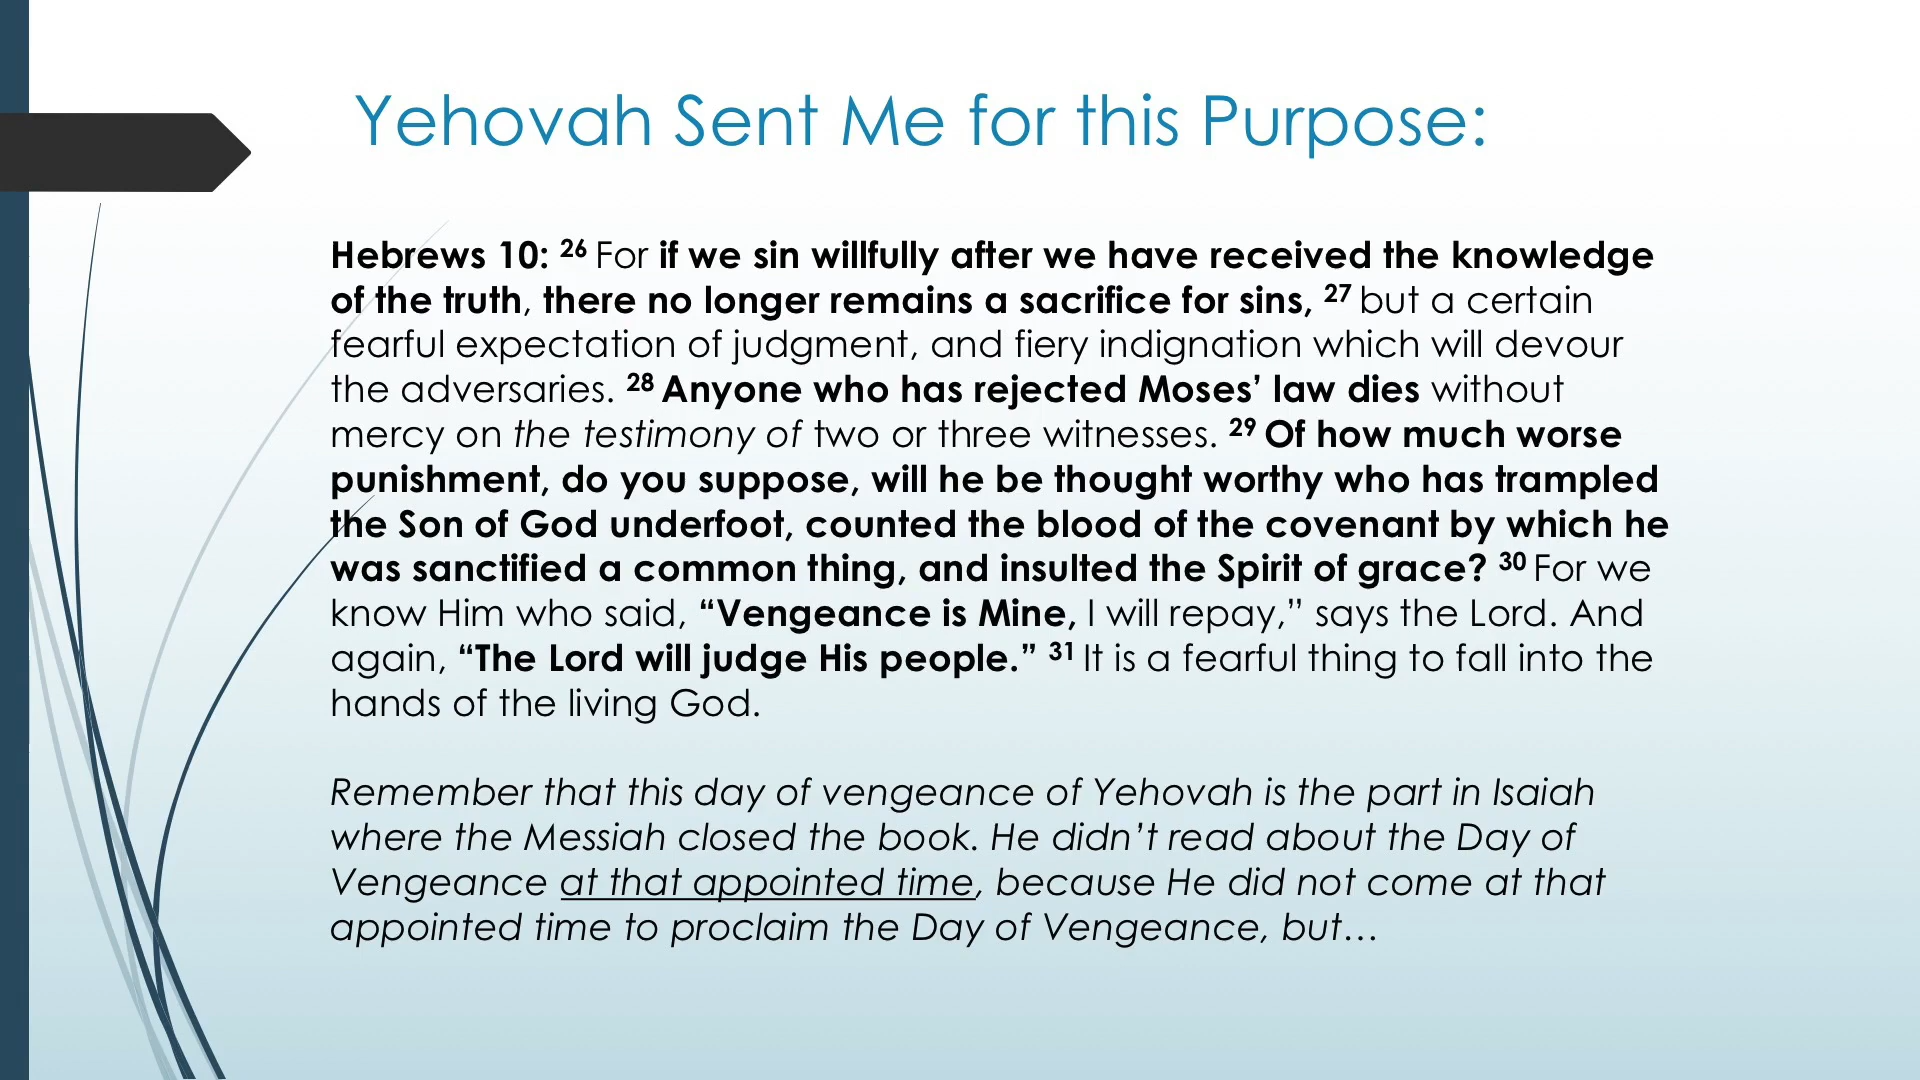 Yehovah Sent Me for this Purpose:
Hebrews 10: 26 For if we sin willfully after we have received the knowledge
of the truth, there no longer remains a sacrifice for sins, 27 but a certain
fearful expectation of judgment, and fiery indignation which will devour
the adversaries. 28 Anyone who has rejected Moses’ law dies without
mercy on the testimony of two or three witnesses. 29 Of how much worse
punishment, do you suppose, will he be thought worthy who has trampled
the Son of God underfoot, counted the blood of the covenant by which he
was sanctified a common thing, and insulted the Spirit of grace? 30 For we
know Him who said, “Vengeance is Mine, I will repay,” says the Lord. And
again, “The Lord will judge His people.” 31 It is a fearful thing to fall into the
hands of the living God.
Remember that this day of vengeance of Yehovah is the part in Isaiah
where the Messiah closed the book. He didn’t read about the Day of
Vengeance at that appointed time, because He did not come at that
appointed time to proclaim the Day of Vengeance, but…